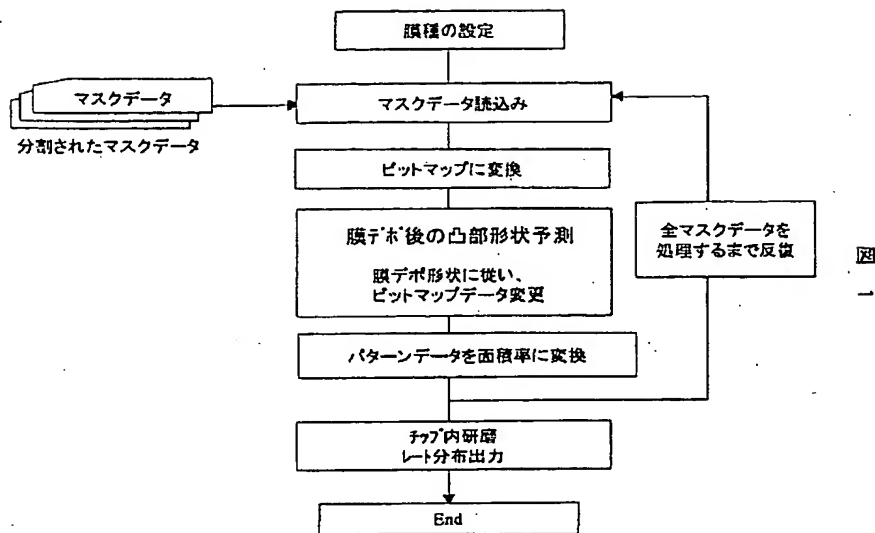 膜種の設定
マスクデータ
分割されたマスクデータ
マスクデータ読込み
ビットマップに変換
膜デポ後の凸部形状予測
膜デポ形状に従い、
ビットマップデータ変更
全マスクデータを
処理するまで反復
パターンデータを面積率に変換
チップ内研磨
レート分布出力
End
図1